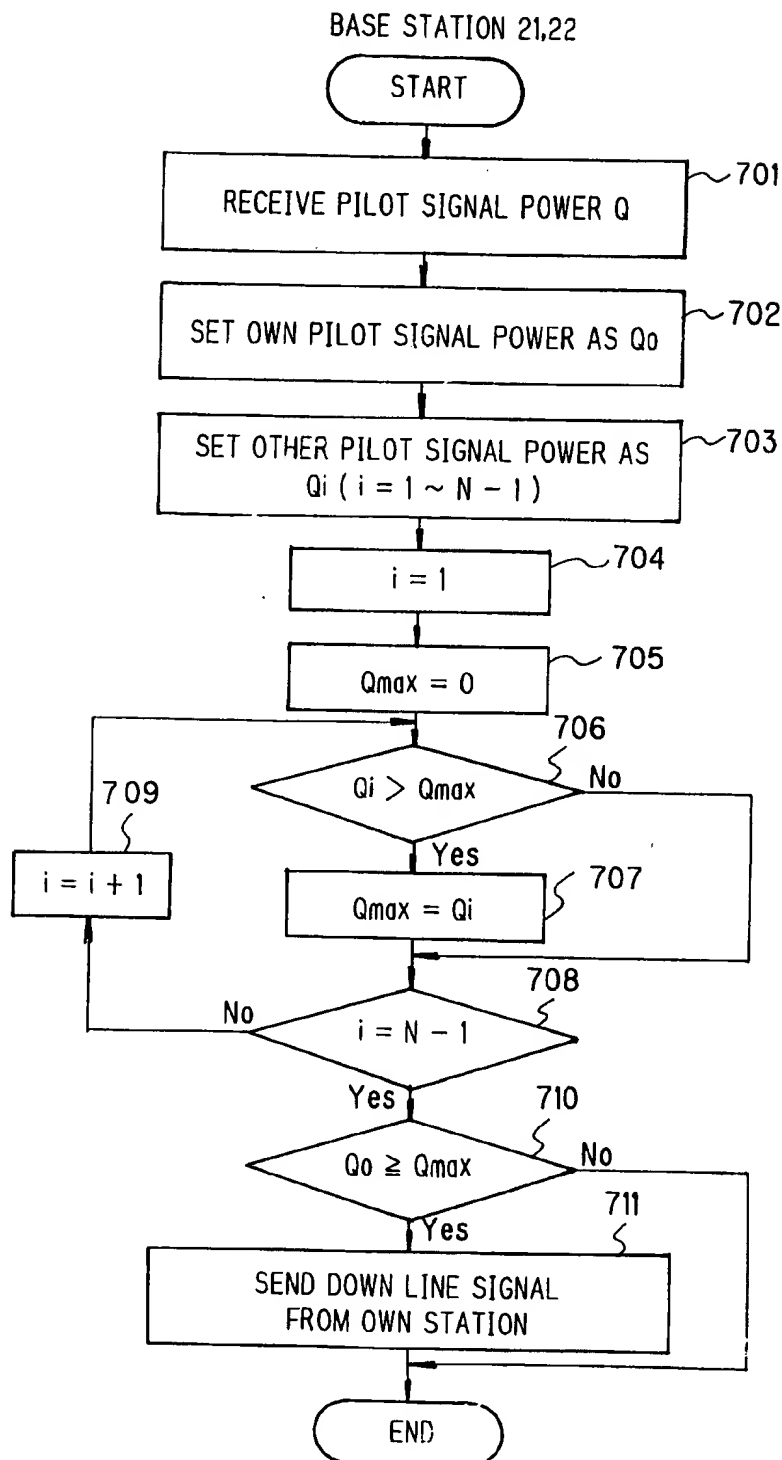 BASE STATION 21,22
START
RECEIVE PILOT SIGNAL POWER Q
701
SET OWN PILOT SIGNAL POWER AS Qo
702
SET OTHER PILOT SIGNAL POWER AS
Qi ( i = 1 ~ N - 1 )
703
i = 1
704
Qmax = 0
705
706
Qi > Qmax
No
Yes
709
i = i + 1
Qmax = Qi
707
708
i = N - 1
No
Yes
710
Qo ≧ Qmax
No
Yes
711
SEND DOWN LINE SIGNAL
FROM OWN STATION
END